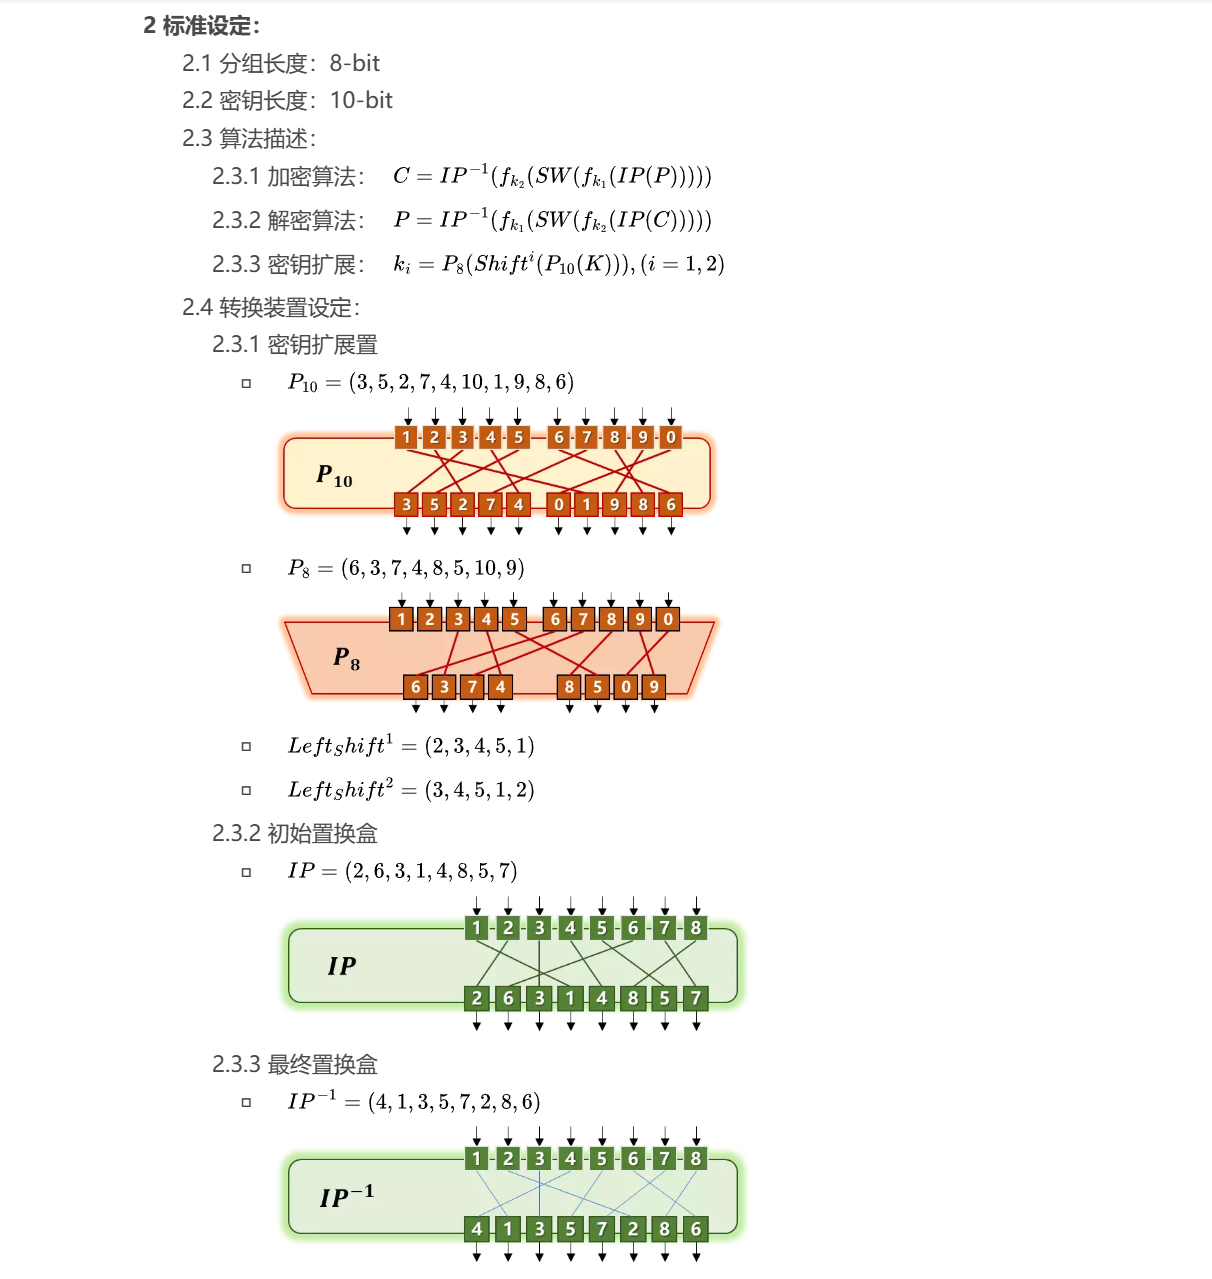 2 标准设定：
2.1 分组长度：8-bit
2.2 密钥长度：10-bit
2.3 算法描述：
2.3.1 加密算法： C = IP⁻¹(f_{k₂}(SW(f_{k₁}(IP(P)))))
2.3.2 解密算法： P = IP⁻¹(f_{k₁}(SW(f_{k₂}(IP(C)))))
2.3.3 密钥扩展： kᵢ = P₈(Shiftⁱ(P₁₀(K))), (i = 1, 2)
2.4 转换装置设定：
2.3.1 密钥扩展置
P₁₀ = (3, 5, 2, 7, 4, 10, 1, 9, 8, 6)
1 2 3 4 5 6 7 8 9 0
P₁₀
3 5 2 7 4 0 1 9 8 6
P₈ = (6, 3, 7, 4, 8, 5, 10, 9)
1 2 3 4 5 6 7 8 9 0
P₈
6 3 7 4 8 5 0 9
Left_Shift¹ = (2, 3, 4, 5, 1)
Left_Shift² = (3, 4, 5, 1, 2)
2.3.2 初始置换盒
IP = (2, 6, 3, 1, 4, 8, 5, 7)
1 2 3 4 5 6 7 8
IP
2 6 3 1 4 8 5 7
2.3.3 最终置换盒
IP⁻¹ = (4, 1, 3, 5, 7, 2, 8, 6)
1 2 3 4 5 6 7 8
IP⁻¹
4 1 3 5 7 2 8 6